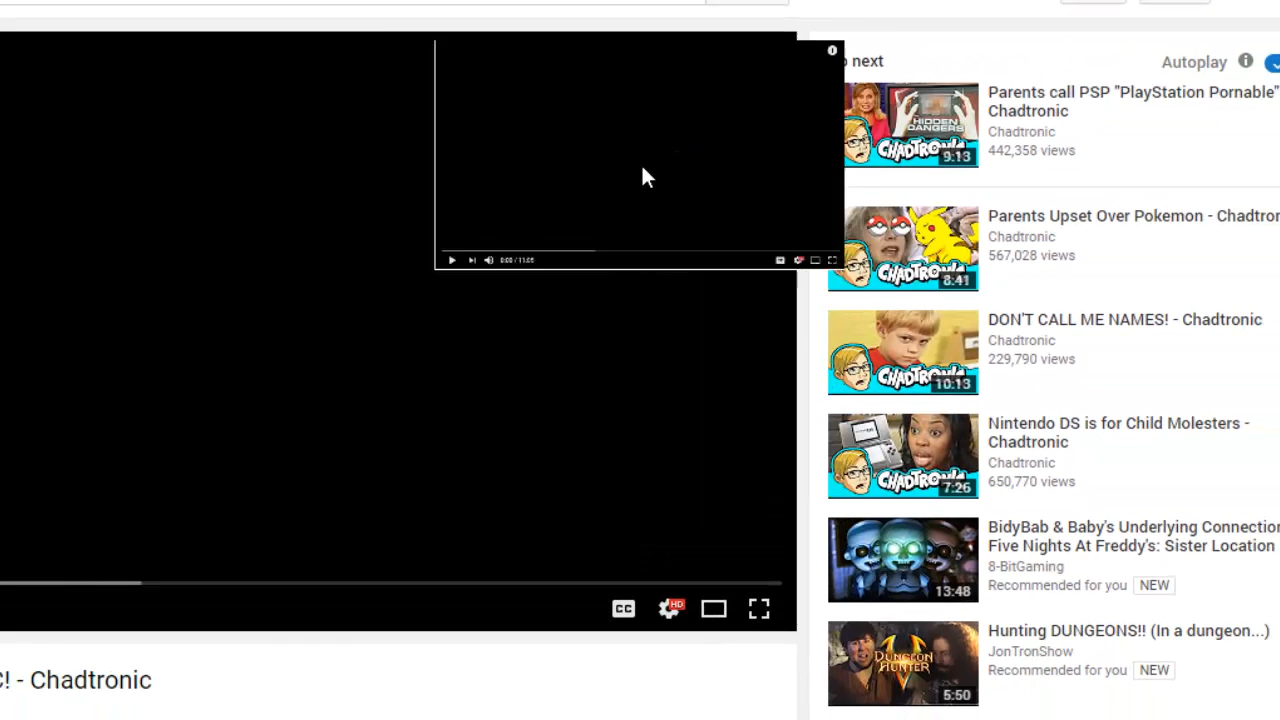 Up next
Autoplay
0:00 / 11:05
HIDDEN
DANGERS
CHADTRONIC
9:13
Parents call PSP "PlayStation Pornable"
Chadtronic
Chadtronic
442,358 views
CHADTRONIC
8:41
Parents Upset Over Pokemon - Chadtron
Chadtronic
567,028 views
CHADTRONIC
10:13
DON'T CALL ME NAMES! - Chadtronic
Chadtronic
229,790 views
CHADTRONIC
7:26
Nintendo DS is for Child Molesters -
Chadtronic
Chadtronic
650,770 views
13:48
BidyBab & Baby's Underlying Connection
Five Nights At Freddy's: Sister Location
8-BitGaming
Recommended for you NEW
DUNGEON
HUNTER
V
5:50
Hunting DUNGEONS!! (In a dungeon...)
JonTronShow
Recommended for you NEW
CC HD
! - Chadtronic